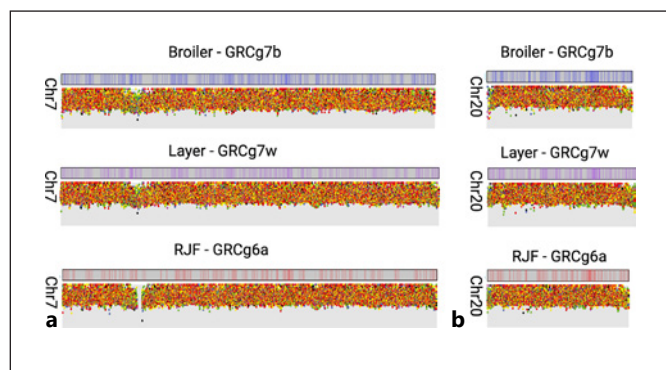 Broiler - GRCg7b
Chr7
Layer - GRCg7w
Chr7
RJF - GRCg6a
Chr7
a
Broiler - GRCg7b
Chr20
Layer - GRCg7w
Chr20
RJF - GRCg6a
Chr20
b